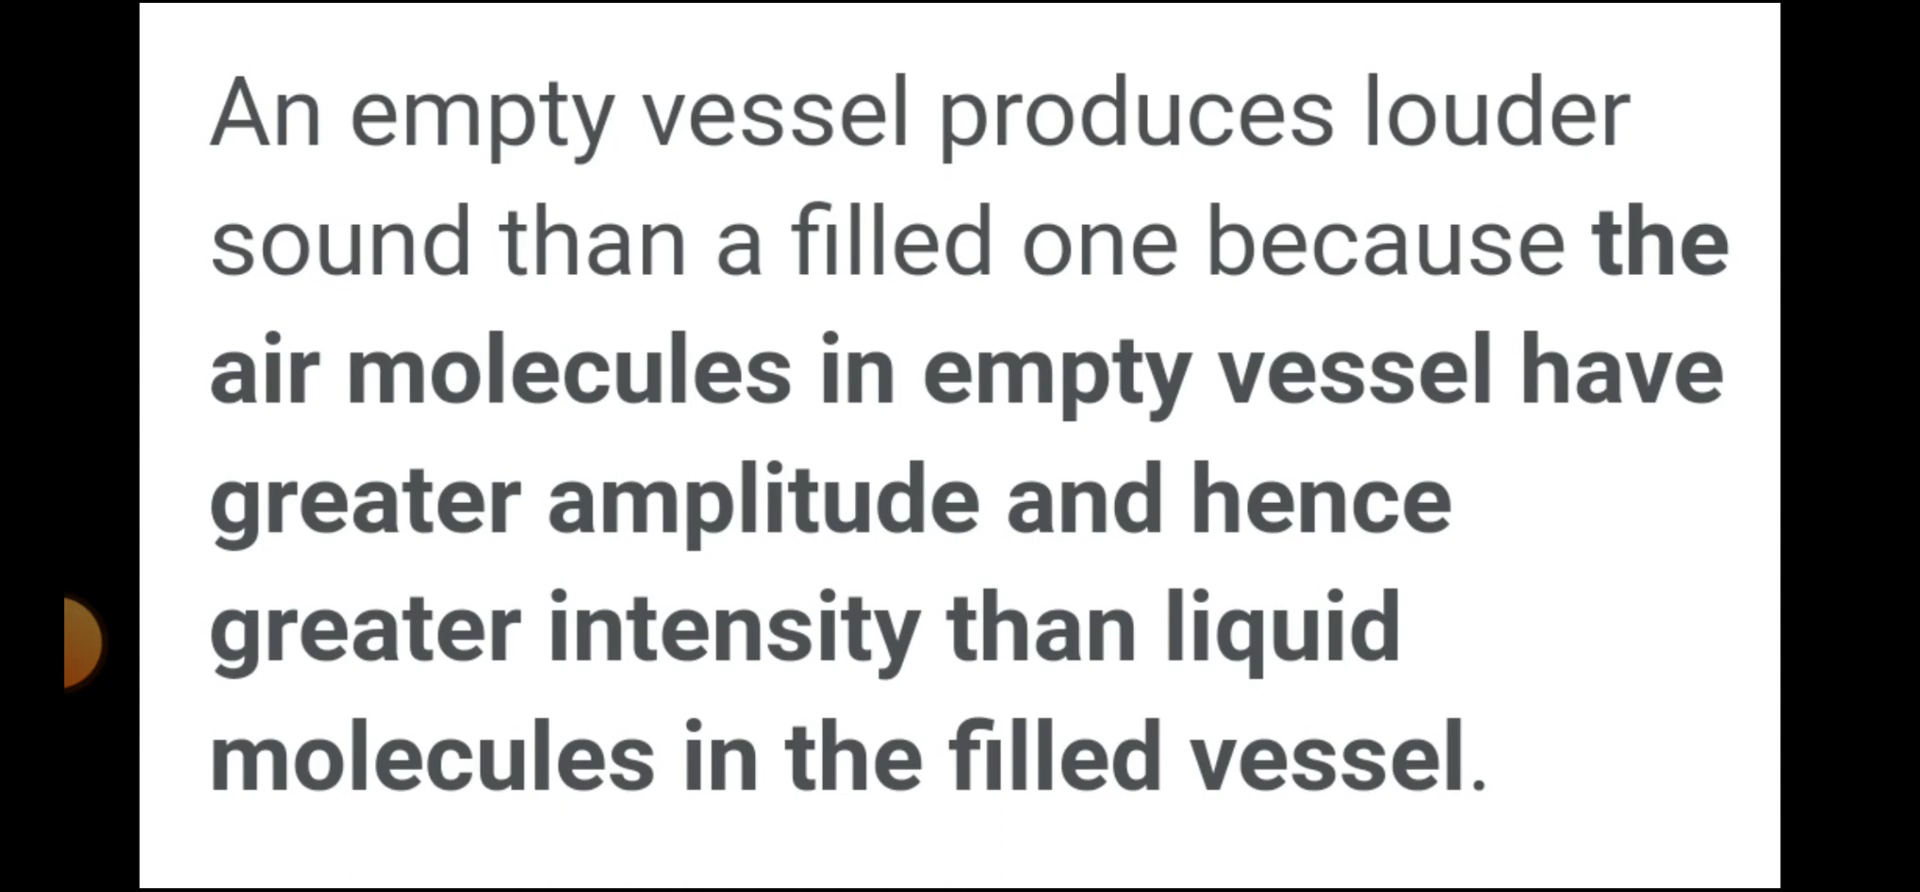 An empty vessel produces louder
sound than a filled one because the
air molecules in empty vessel have
greater amplitude and hence
greater intensity than liquid
molecules in the filled vessel.